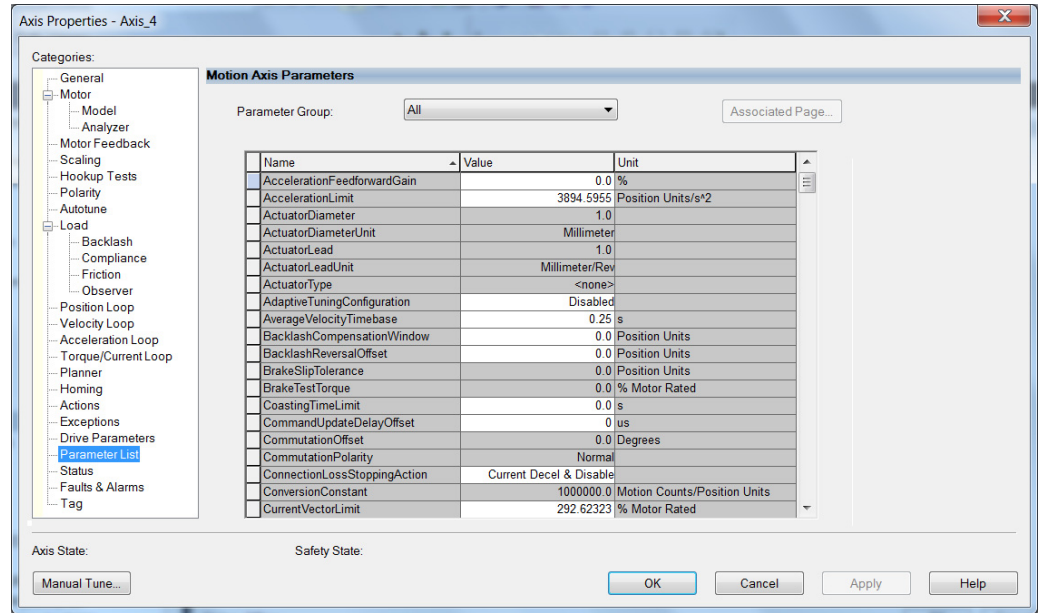 Axis Properties - Axis_4
X
Categories:
General
Motor
Model
Analyzer
Motor Feedback
Scaling
Hookup Tests
Polarity
Autotune
Load
Backlash
Compliance
Friction
Observer
Position Loop
Velocity Loop
Acceleration Loop
Torque/Current Loop
Planner
Homing
Actions
Exceptions
Drive Parameters
Parameter List
Status
Faults & Alarms
Tag
Motion Axis Parameters
Parameter Group: All Associated Page...
Name Value Unit
AccelerationFeedforwardGain 0.0 %
AccelerationLimit 3894.5955 Position Units/s^2
ActuatorDiameter 1.0
ActuatorDiameterUnit Millimeter
ActuatorLead 1.0
ActuatorLeadUnit Millimeter/Rev
ActuatorType <none>
AdaptiveTuningConfiguration Disabled
AverageVelocityTimebase 0.25 s
BacklashCompensationWindow 0.0 Position Units
BacklashReversalOffset 0.0 Position Units
BrakeSlipTolerance 0.0 Position Units
BrakeTestTorque 0.0 % Motor Rated
CoastingTimeLimit 0.0 s
CommandUpdateDelayOffset 0 us
CommutationOffset 0.0 Degrees
CommutationPolarity Normal
ConnectionLossStoppingAction Current Decel & Disable
ConversionConstant 1000000.0 Motion Counts/Position Units
CurrentVectorLimit 292.62323 % Motor Rated
Axis State: Safety State:
Manual Tune... OK Cancel Apply Help